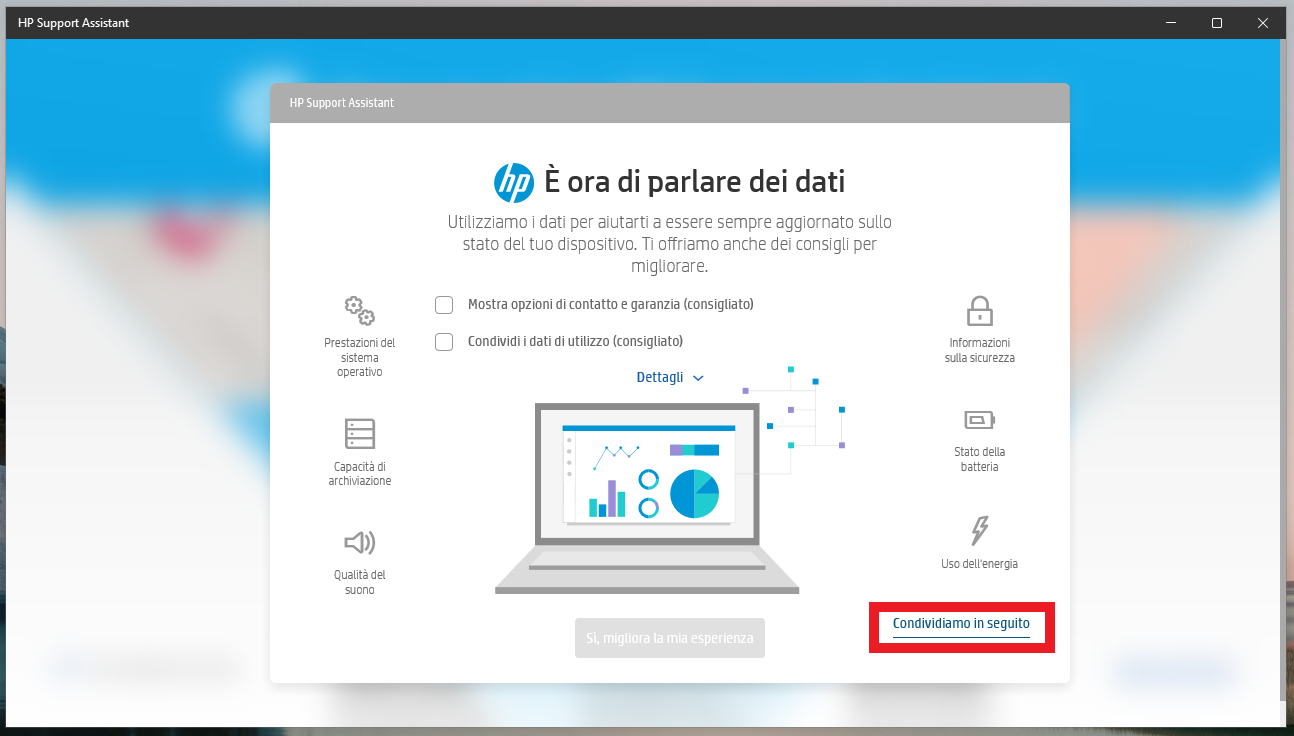 HP Support Assistant
HP Support Assistant
hp È ora di parlare dei dati
Utilizziamo i dati per aiutarti a essere sempre aggiornato sullo
stato del tuo dispositivo. Ti offriamo anche dei consigli per
migliorare.
Mostra opzioni di contatto e garanzia (consigliato)
Condividi i dati di utilizzo (consigliato)
Dettagli
Prestazioni del
sistema
operativo
Capacità di
archiviazione
Qualità del
suono
Informazioni
sulla sicurezza
Stato della
batteria
Uso dell'energia
Sì, migliora la mia esperienza
Condividiamo in seguito